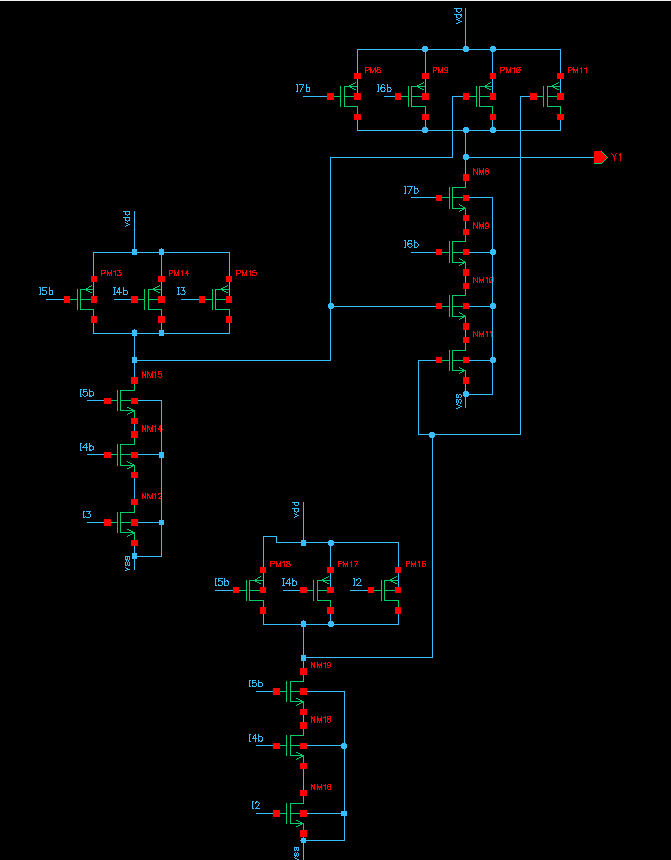 vdd
PM8
PM9
PM10
PM11
I7b
I6b
Y1
NM8
I7b
NM9
I6b
NM10
NM11
vss
vdd
PM13
PM14
PM15
I5b
I4b
I3
NM15
I5b
NM14
I4b
NM12
I3
vss
vdd
PM18
PM17
PM16
I5b
I4b
I2
NM19
I5b
NM18
I4b
NM16
I2
vss